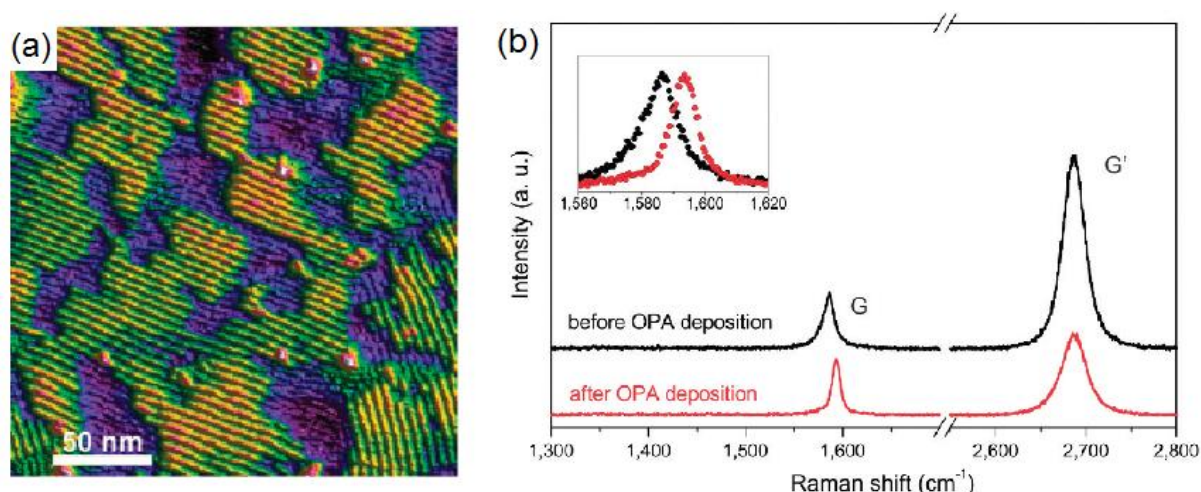 (a)
50 nm
(b)
1,560 1,580 1,600 1,620
G'
G
before OPA deposition
after OPA deposition
Intensity (a. u.)
1,300 1,400 1,500 1,600 2,600 2,700 2,800
Raman shift (cm⁻¹)